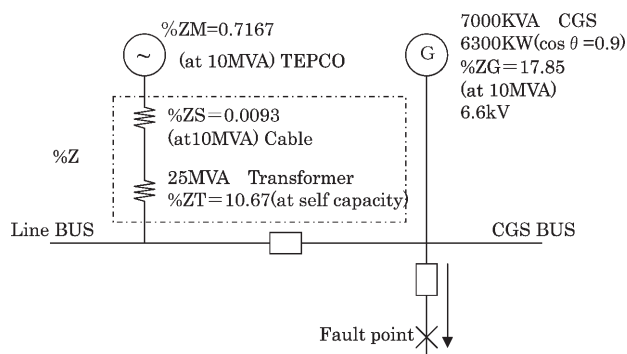 %ZM=0.7167
(at 10MVA) TEPCO
~
G
7000KVA CGS
6300KW(cos θ=0.9)
%ZG=17.85
(at 10MVA)
6.6kV
%ZS=0.0093
(at10MVA) Cable
%Z
25MVA Transformer
%ZT=10.67(at self capacity)
Line BUS
CGS BUS
Fault point